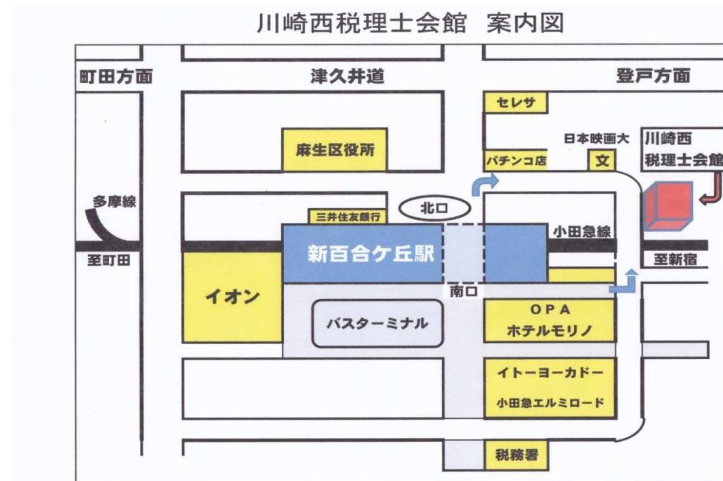 川崎西税理士会館 案内図
町田方面
津久井道
登戸方面
セレサ
麻生区役所
パチンコ店
日本映画大
文
川崎西
税理士会館
多摩線
三井住友銀行
北口
小田急線
至町田
新百合ケ丘駅
至新宿
イオン
南口
バスターミナル
OPA
ホテルモリノ
イトーヨーカドー
小田急エルミロード
税務署